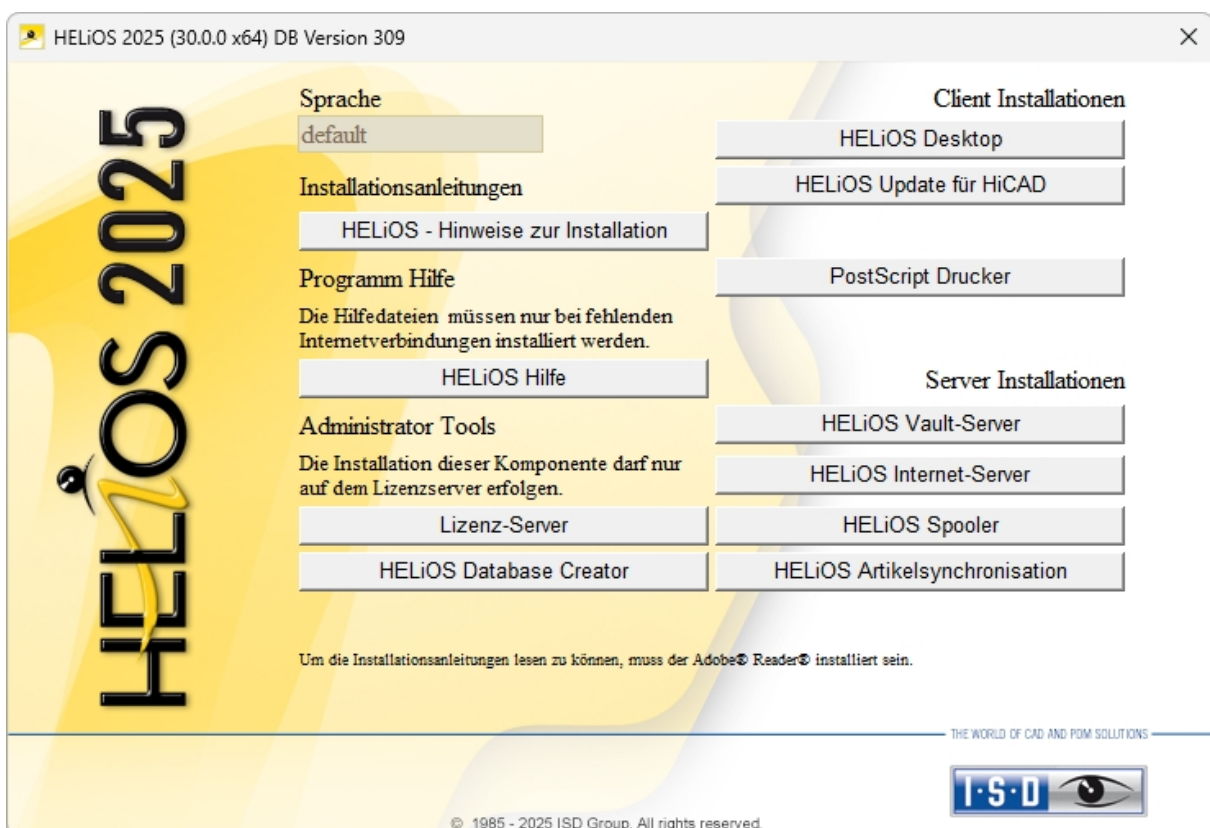 HELiOS 2025 (30.0.0 x64) DB Version 309
HELiOS 2025
Sprache
default
Installationsanleitungen
HELiOS - Hinweise zur Installation
Programm Hilfe
Die Hilfedateien müssen nur bei fehlenden
Internetverbindungen installiert werden.
HELiOS Hilfe
Administrator Tools
Die Installation dieser Komponente darf nur
auf dem Lizenzserver erfolgen.
Lizenz-Server
HELiOS Database Creator
Client Installationen
HELiOS Desktop
HELiOS Update für HiCAD
PostScript Drucker
Server Installationen
HELiOS Vault-Server
HELiOS Internet-Server
HELiOS Spooler
HELiOS Artikelsynchronisation
Um die Installationsanleitungen lesen zu können, muss der Adobe® Reader® installiert sein.
THE WORLD OF CAD AND PDM SOLUTIONS
I·S·D
© 1985 - 2025 ISD Group. All rights reserved.